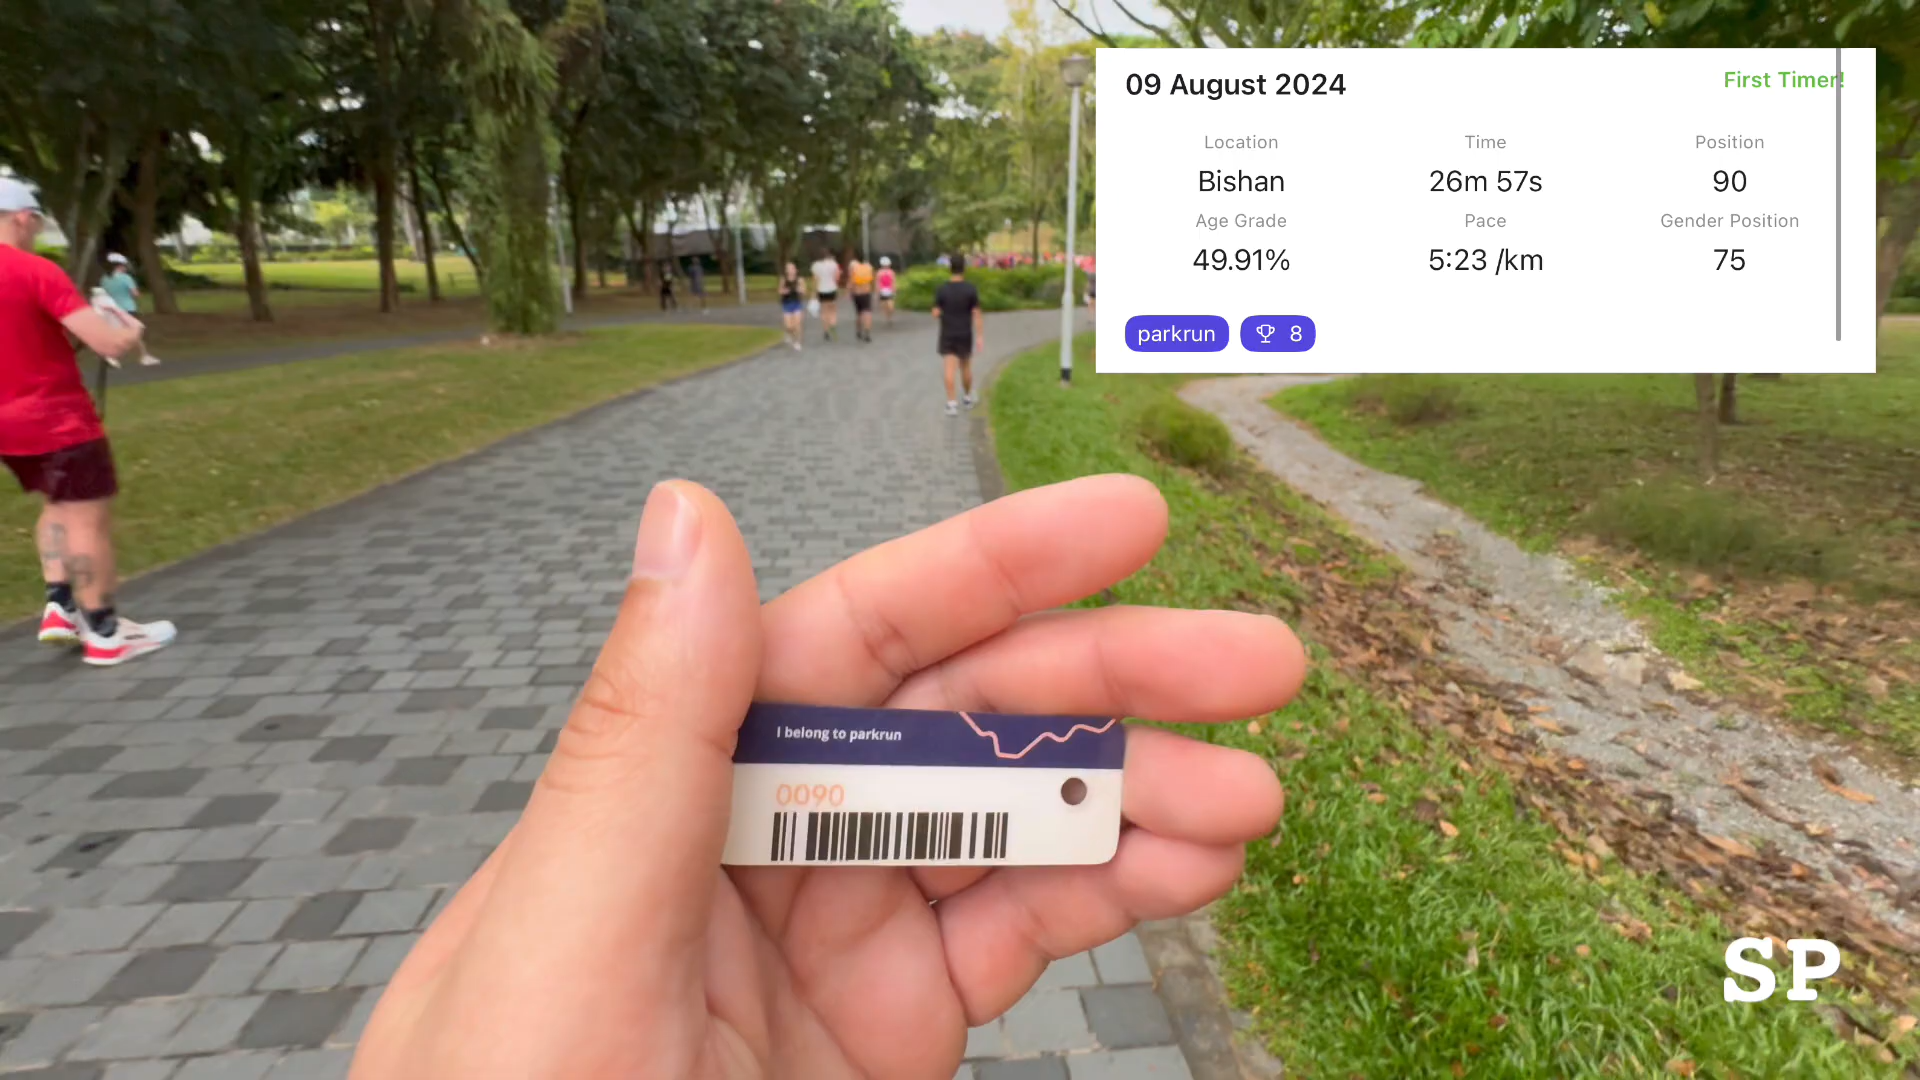 09 August 2024
First Timer!
Location Time Position
Bishan 26m 57s 90
Age Grade Pace Gender Position
49.91% 5:23 /km 75
parkrun 8
I belong to parkrun
0090
SP